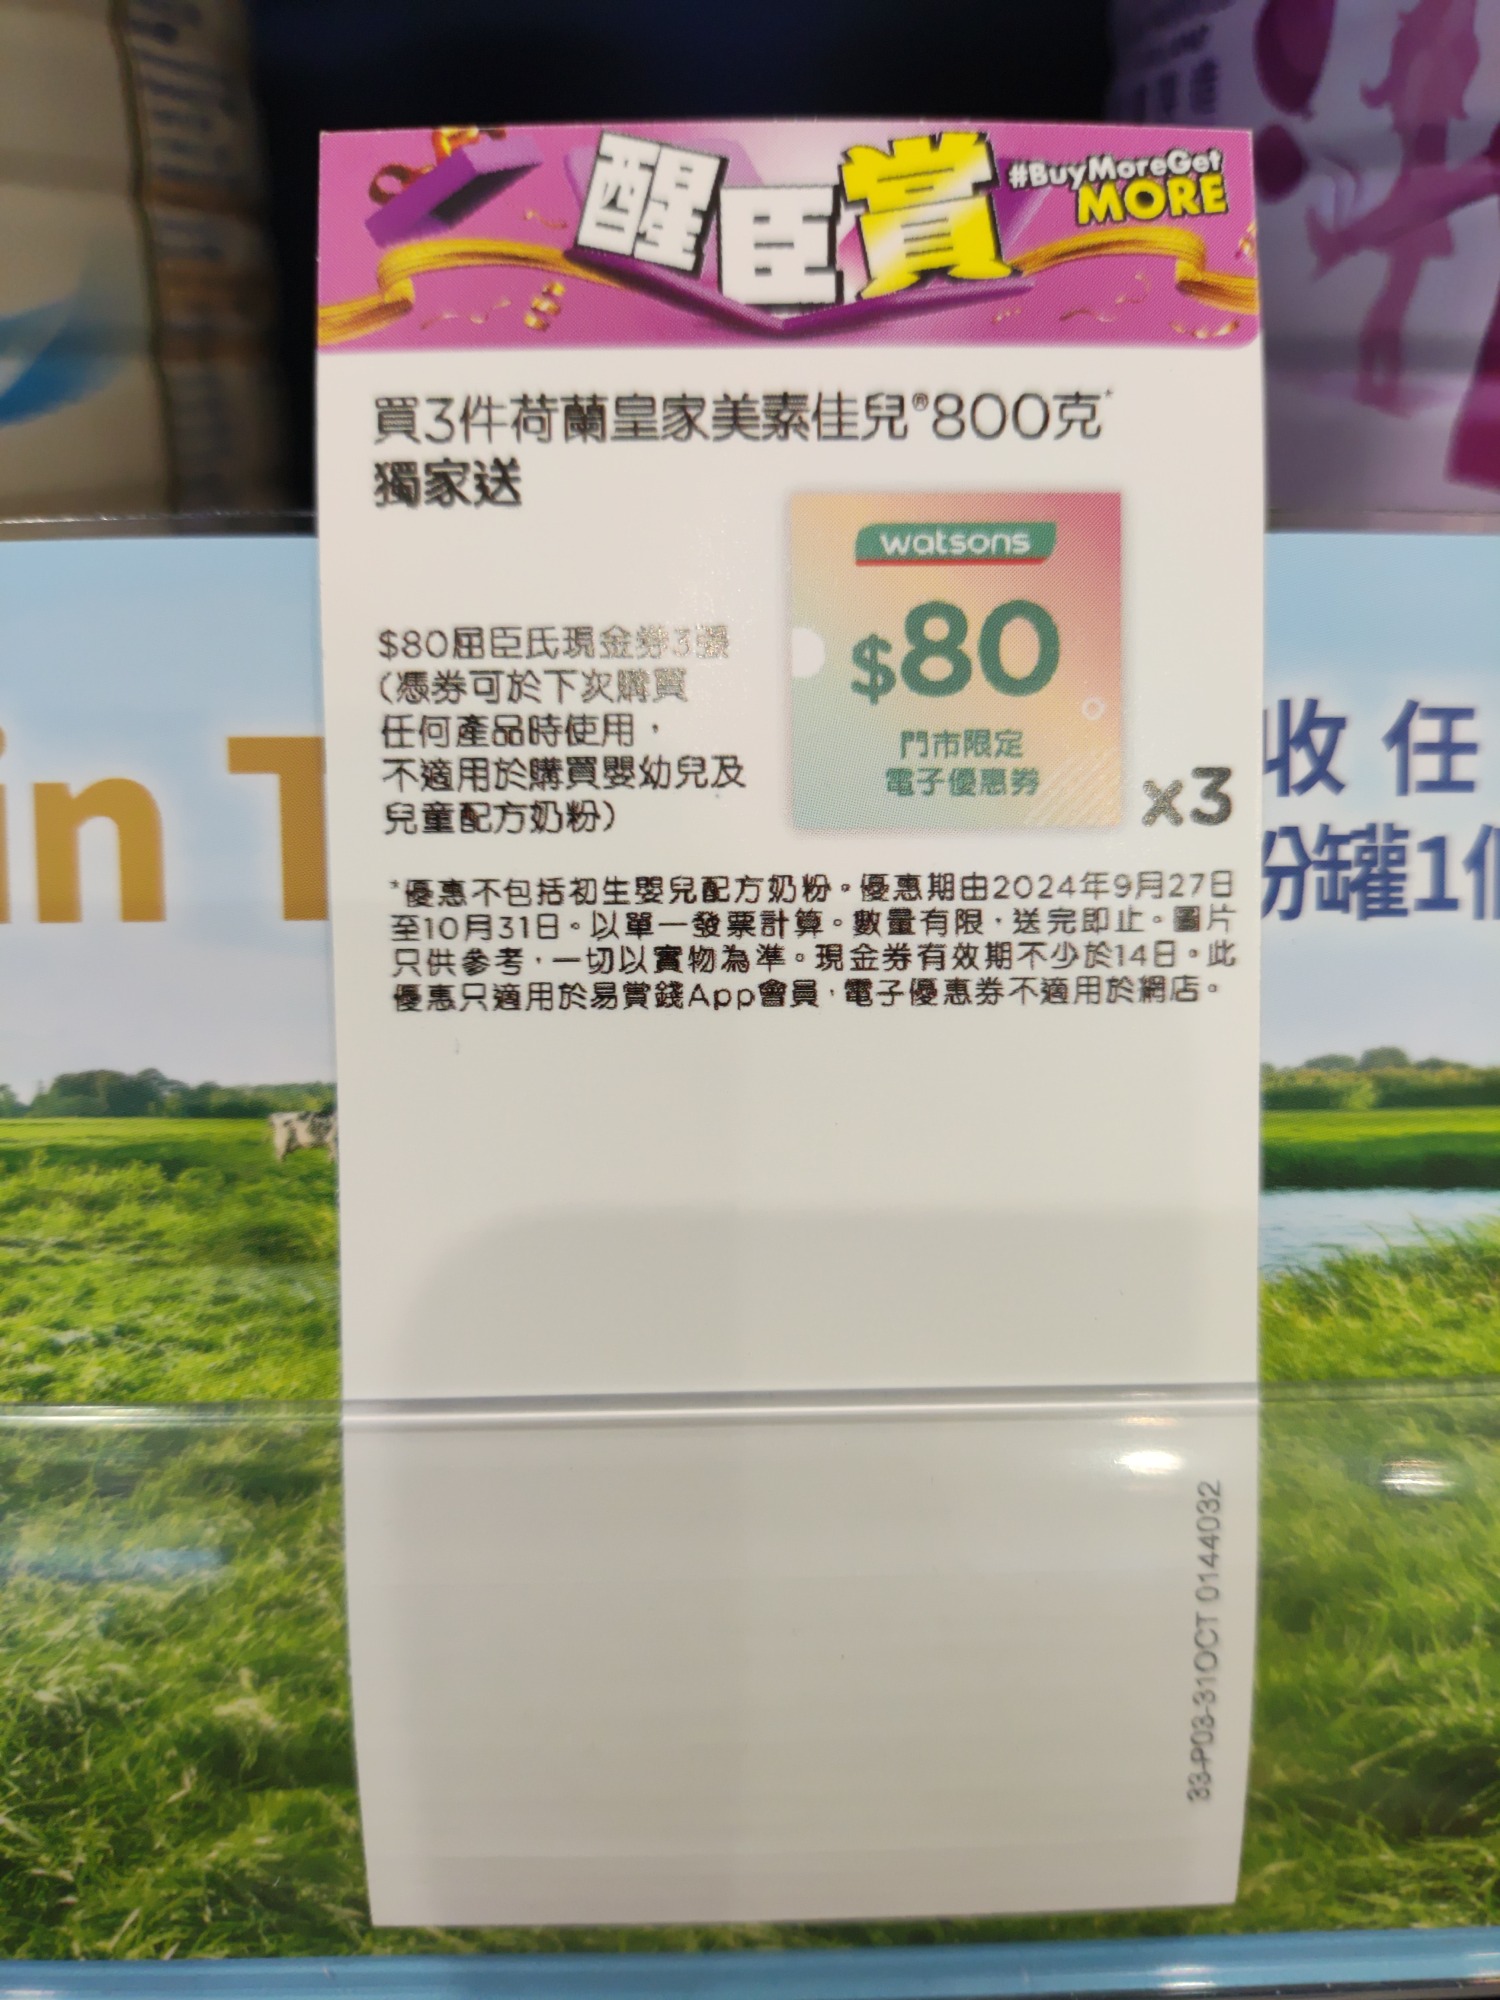 醒臣賞
#BuyMoreGet
MORE
買3件荷蘭皇家美素佳兒®800克*
獨家送
watsons
$80
門市限定
電子優惠券
x3
$80屈臣氏現金券3張
(憑券可於下次購買
任何產品時使用，
不適用於購買嬰幼兒及
兒童配方奶粉)
*優惠不包括初生嬰兒配方奶粉。優惠期由2024年9月27日
至10月31日。以單一發票計算。數量有限，送完即止。圖片
只供參考，一切以實物為準。現金券有效期不少於14日。此
優惠只適用於易賞錢App會員，電子優惠券不適用於網店。
in T
收任
份罐1個
33-P03-31OCT 0144032